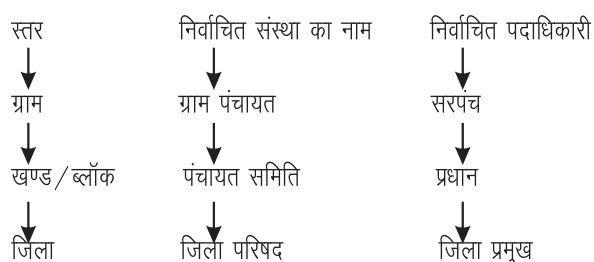 स्तर निर्वाचित संस्था का नाम निर्वाचित पदाधिकारी
ग्राम ग्राम पंचायत सरपंच
खण्ड/ब्लॉक पंचायत समिति प्रधान
जिला जिला परिषद जिला प्रमुख